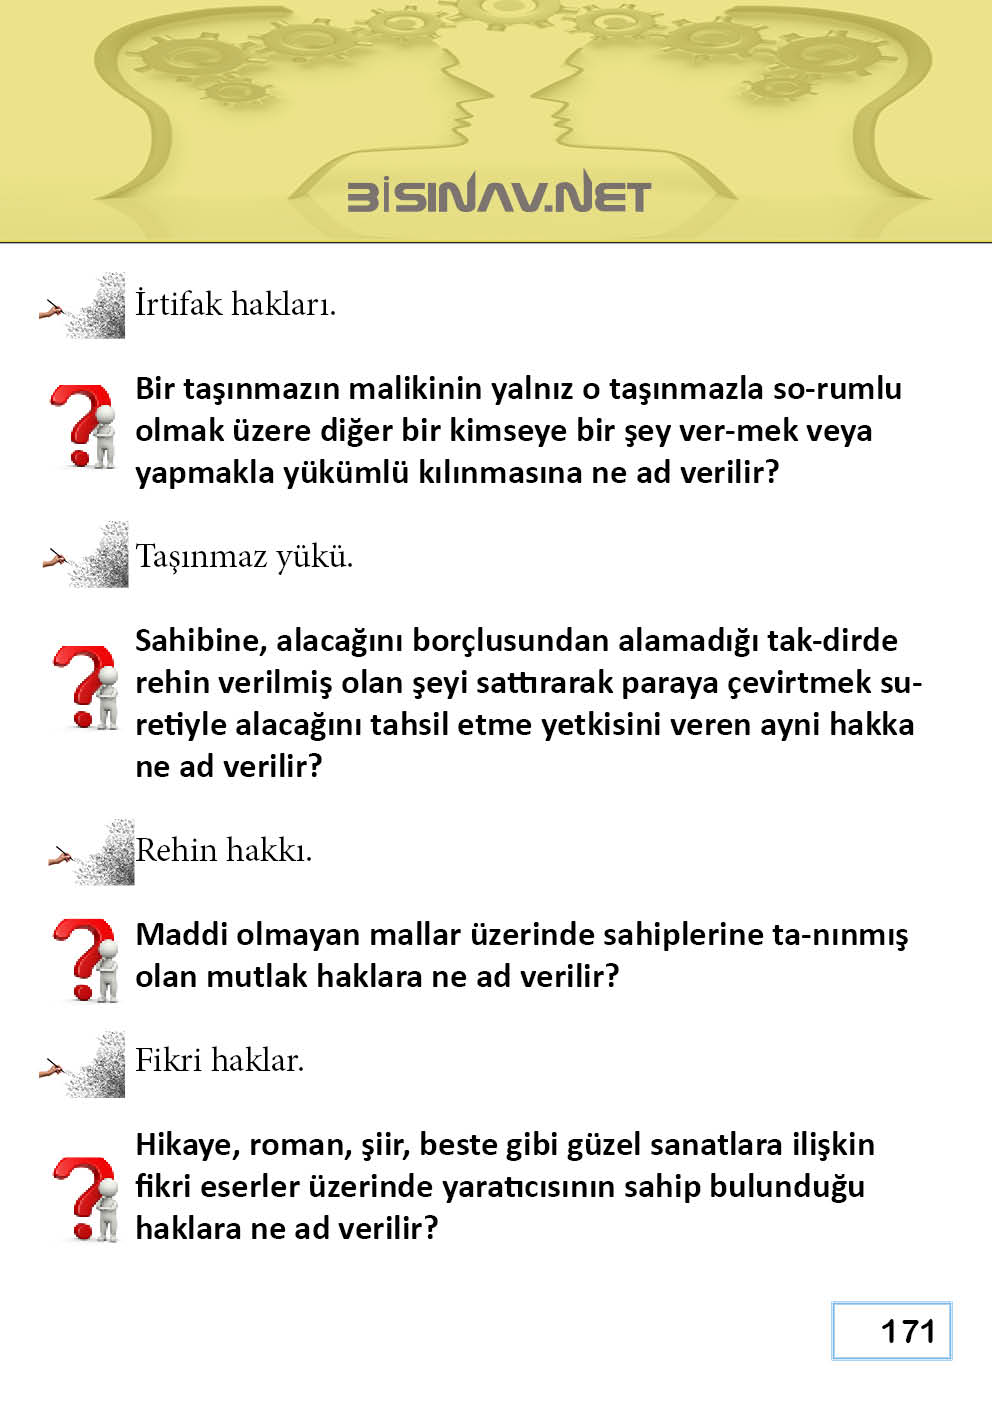 BİSINAV.NET
İrtifak hakları.
Bir taşınmazın malikinin yalnız o taşınmazla so-rumlu
olmak üzere diğer bir kimseye bir şey ver-mek veya
yapmakla yükümlü kılınmasına ne ad verilir?
Taşınmaz yükü.
Sahibine, alacağını borçlusundan alamadığı tak-dirde
rehin verilmiş olan şeyi sattırarak paraya çevirtmek su-
retiyle alacağını tahsil etme yetkisini veren ayni hakka
ne ad verilir?
Rehin hakkı.
Maddi olmayan mallar üzerinde sahiplerine ta-nınmış
olan mutlak haklara ne ad verilir?
Fikri haklar.
Hikaye, roman, şiir, beste gibi güzel sanatlara ilişkin
fikri eserler üzerinde yaratıcısının sahip bulunduğu
haklara ne ad verilir?
171